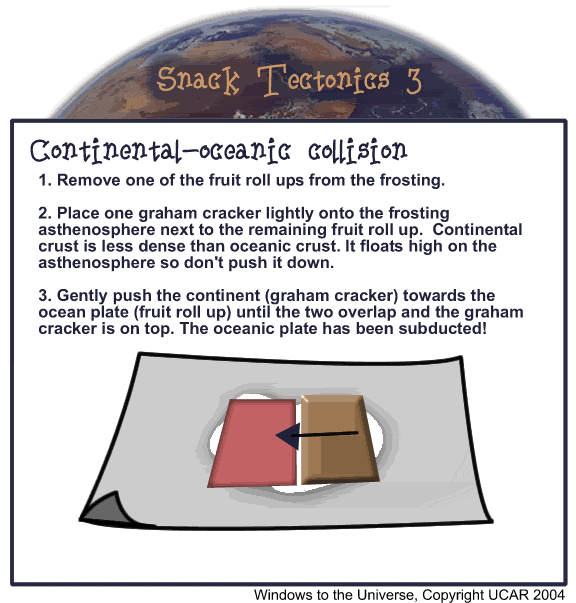 Snack Tectonics 3
Continental-oceanic collision
1. Remove one of the fruit roll ups from the frosting.
2. Place one graham cracker lightly onto the frosting
asthenosphere next to the remaining fruit roll up. Continental
crust is less dense than oceanic crust. It floats high on the
asthenosphere so don't push it down.
3. Gently push the continent (graham cracker) towards the
ocean plate (fruit roll up) until the two overlap and the graham
cracker is on top. The oceanic plate has been subducted!
Windows to the Universe, Copyright UCAR 2004